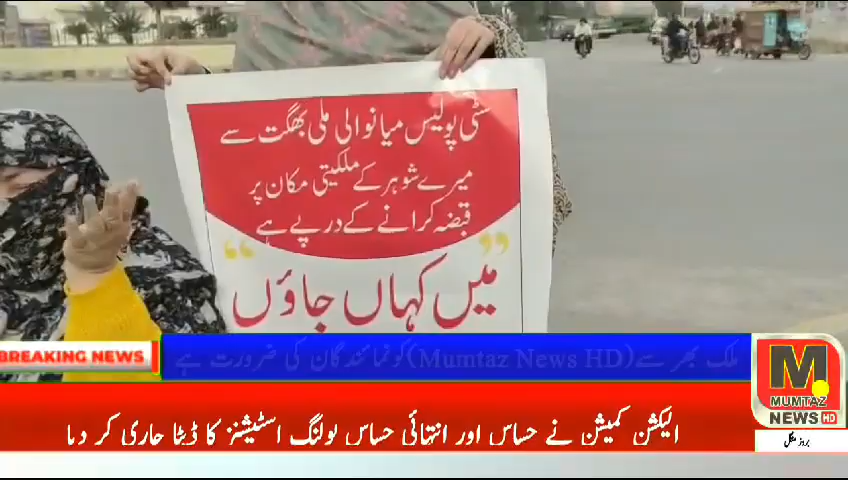 سٹی پولیس میانوالی ملی بھگت سے
میرے شوہر کے ملکیتی مکان پر
قبضہ کرانے کے درپے ہے
"میں کہاں جاؤں"
BREAKING NEWS
ملک بھر سے (Mumtaz News HD) کو نمائندگان کی ضرورت ہے
M
MUMTAZ
NEWS HD
الیکشن کمیشن نے حساس اور انتہائی حساس پولنگ اسٹیشنز کا ڈیٹا جاری کر دیا
بروز منگل